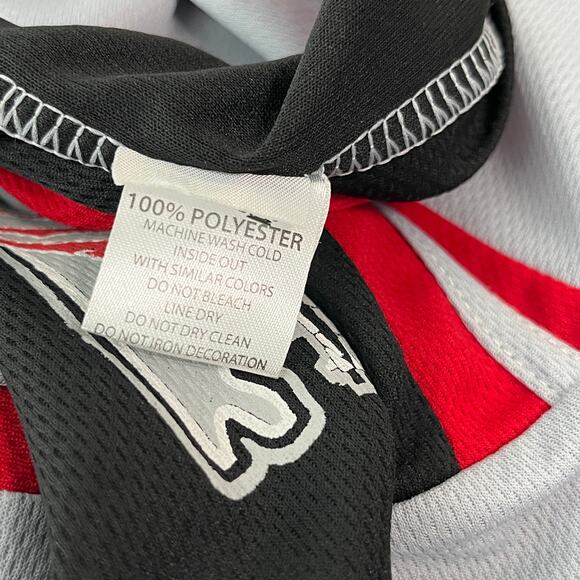 100% POLYESTER
MACHINE WASH COLD
INSIDE OUT
WITH SIMILAR COLORS
DO NOT BLEACH
LINE DRY
DO NOT DRY CLEAN
DO NOT IRON DECORATION